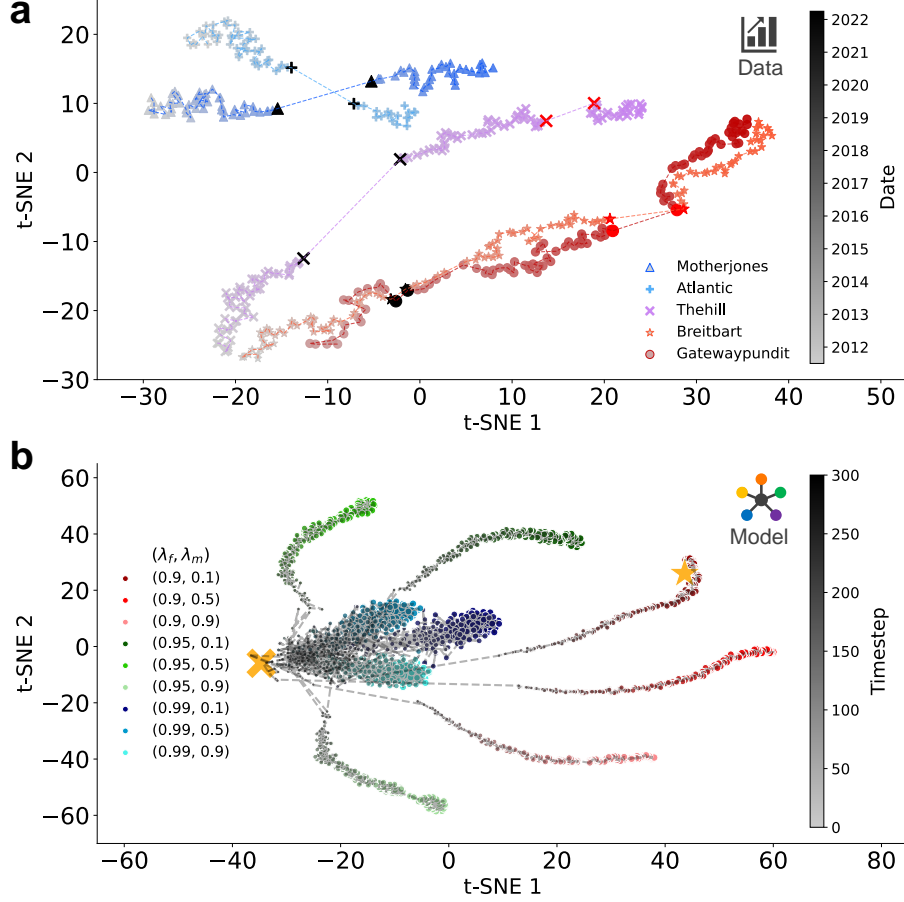 a
20
10
0
−10
−20
−30
t-SNE 2
−30 −20 −10 0 10 20 30 40 50
t-SNE 1
Data
Motherjones
Atlantic
Thehill
Breitbart
Gatewaypundit
2022
2021
2020
2019
2018
2017
2016
2015
2014
2013
2012
Date
b
60
40
20
0
−20
−40
−60
t-SNE 2
(λf, λm)
(0.9, 0.1)
(0.9, 0.5)
(0.9, 0.9)
(0.95, 0.1)
(0.95, 0.5)
(0.95, 0.9)
(0.99, 0.1)
(0.99, 0.5)
(0.99, 0.9)
−60 −40 −20 0 20 40 60 80
t-SNE 1
Model
300
250
200
150
100
50
0
Timestep